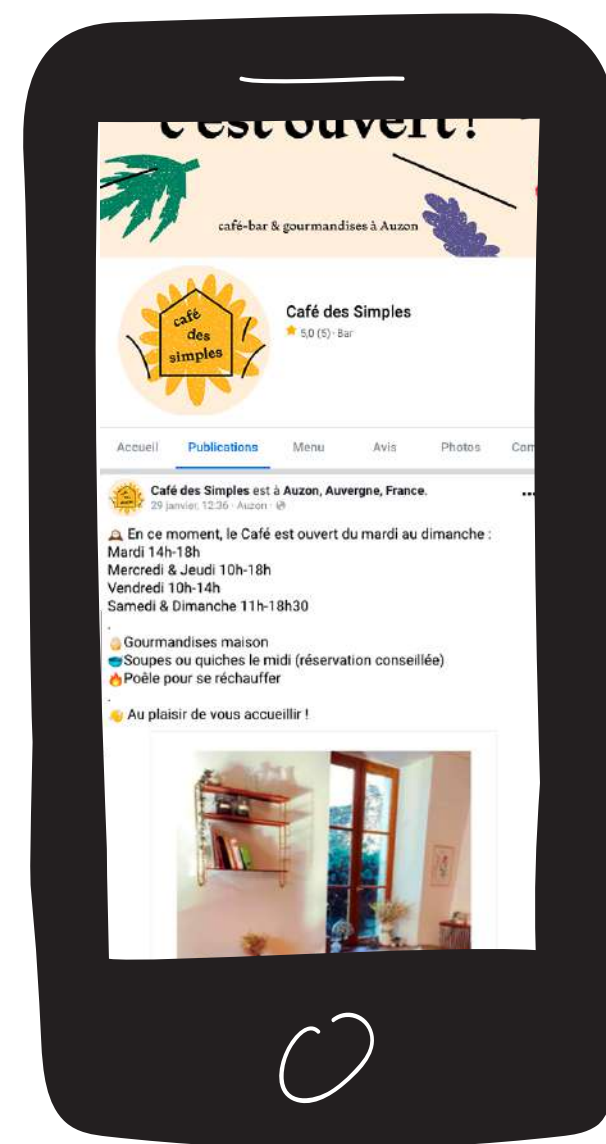 c'est ouvert!
café-bar & gourmandises à Auzon
café
des
simples
Café des Simples
5,0 (5) · Bar
Accueil Publications Menu Avis Photos Com
Café des Simples est à Auzon, Auvergne, France.
29 janvier, 12:36 · Auzon ·
En ce moment, le Café est ouvert du mardi au dimanche :
Mardi 14h-18h
Mercredi & Jeudi 10h-18h
Vendredi 10h-14h
Samedi & Dimanche 11h-18h30
.
Gourmandises maison
Soupes ou quiches le midi (réservation conseillée)
Poêle pour se réchauffer
.
Au plaisir de vous accueillir !